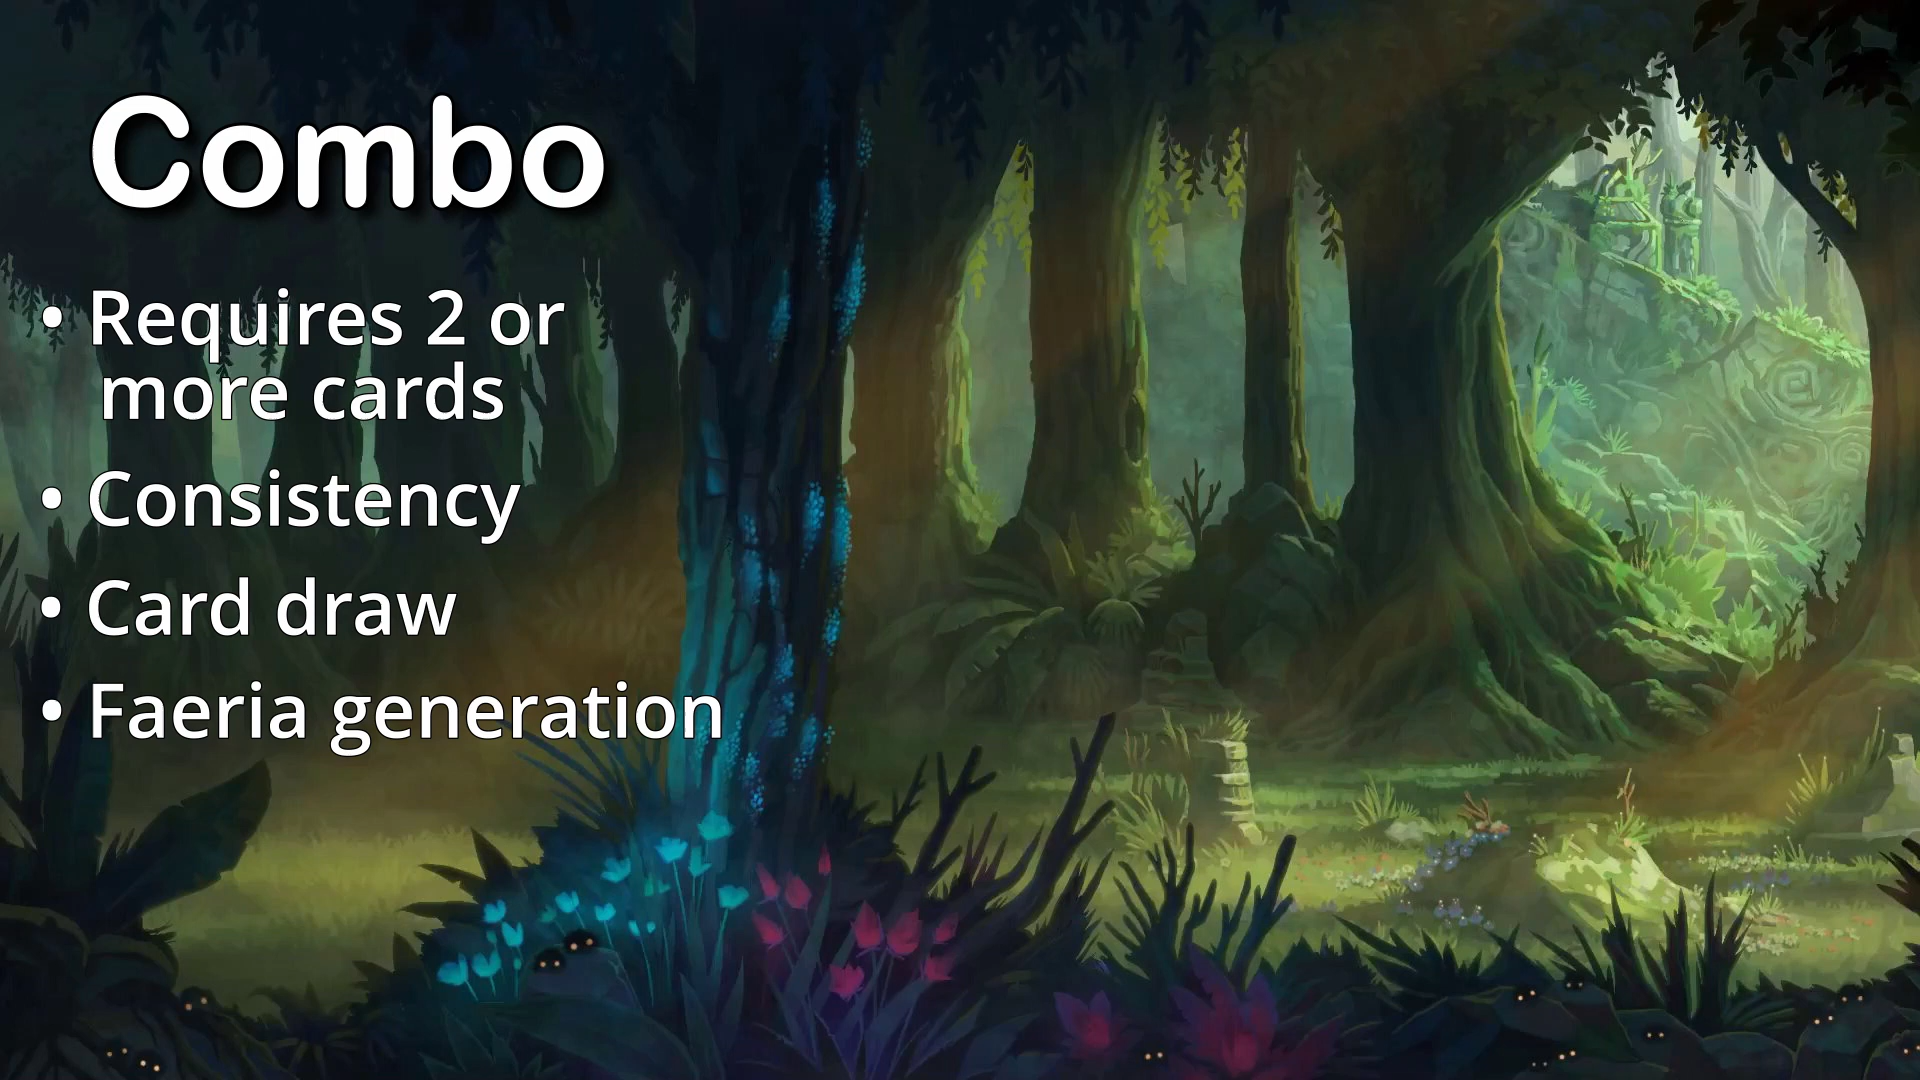 Combo
• Requires 2 or
more cards
• Consistency
• Card draw
• Faeria generation